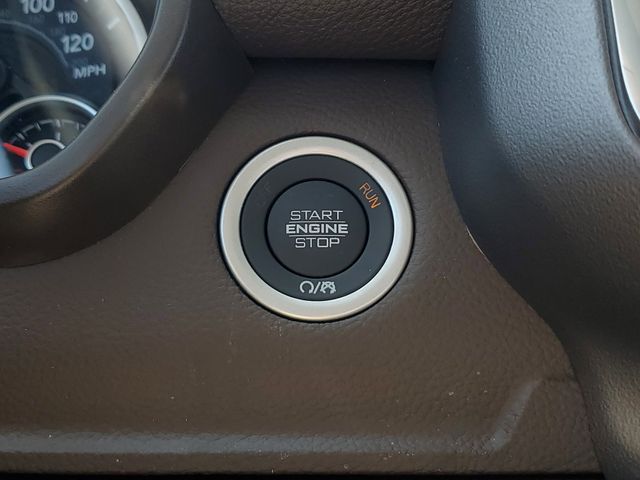 100
110
120
MPH
RUN
START
ENGINE
STOP